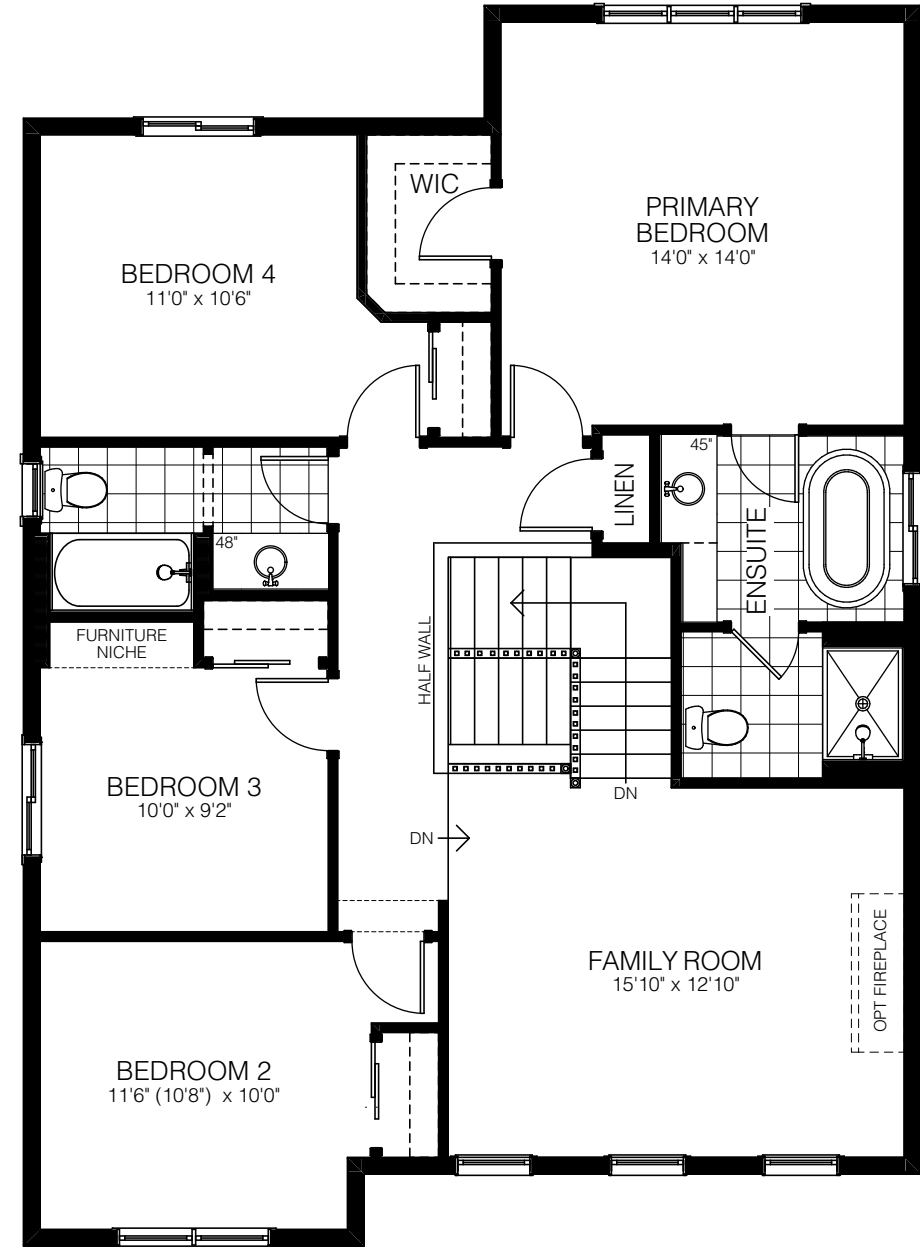 WIC
PRIMARY
BEDROOM
14'0" x 14'0"
BEDROOM 4
11'0" x 10'6"
45"
LINEN
ENSUITE
48"
FURNITURE
NICHE
HALF WALL
BEDROOM 3
10'0" x 9'2"
DN
DN
FAMILY ROOM
15'10" x 12'10"
OPT FIREPLACE
BEDROOM 2
11'6" (10'8") x 10'0"